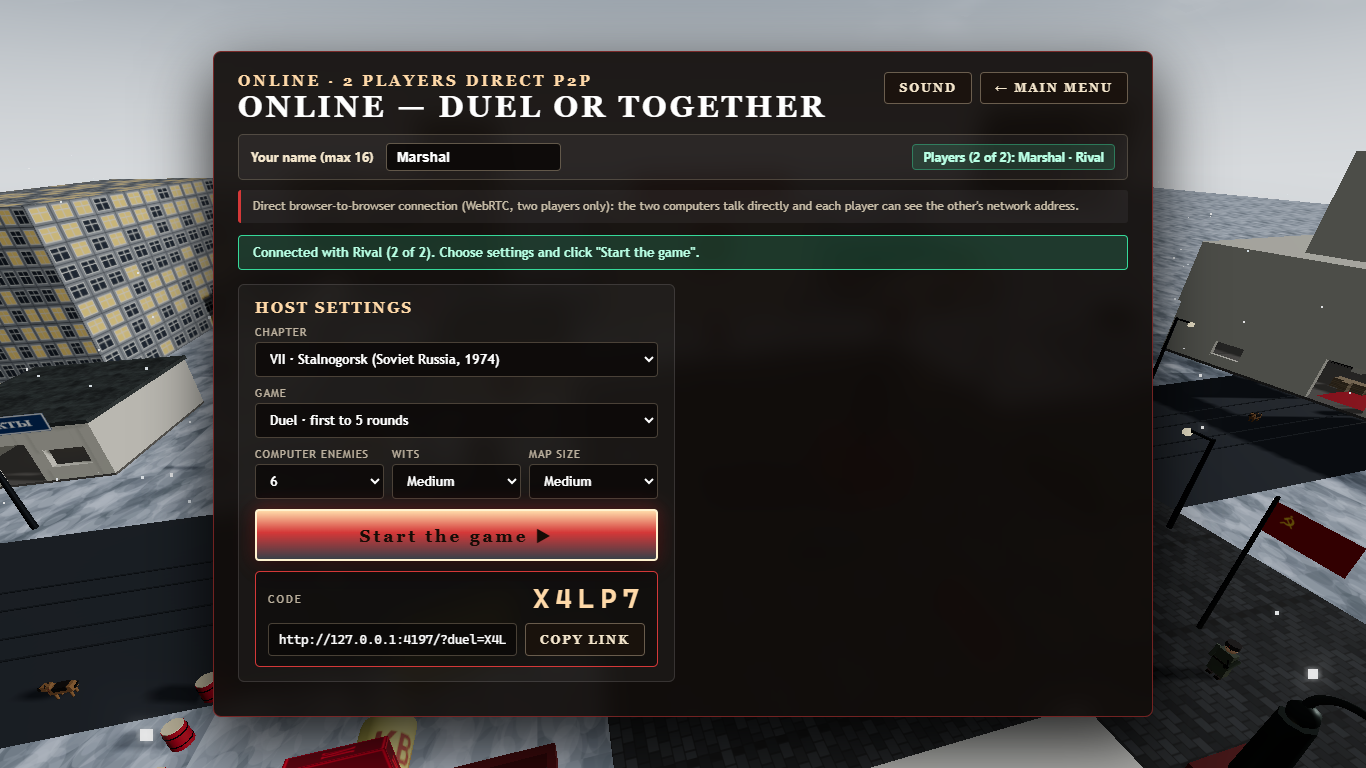 ONLINE · 2 PLAYERS DIRECT P2P
ONLINE — DUEL OR TOGETHER
SOUND
← MAIN MENU
Your name (max 16)
Marshal
Players (2 of 2): Marshal · Rival
Direct browser-to-browser connection (WebRTC, two players only): the two computers talk directly and each player can see the other's network address.
Connected with Rival (2 of 2). Choose settings and click "Start the game".
HOST SETTINGS
CHAPTER
VII · Stalnogorsk (Soviet Russia, 1974)
GAME
Duel · first to 5 rounds
COMPUTER ENEMIES
WITS
MAP SIZE
6
Medium
Medium
Start the game ▶
CODE
X4LP7
http://127.0.0.1:4197/?duel=X4L
COPY LINK